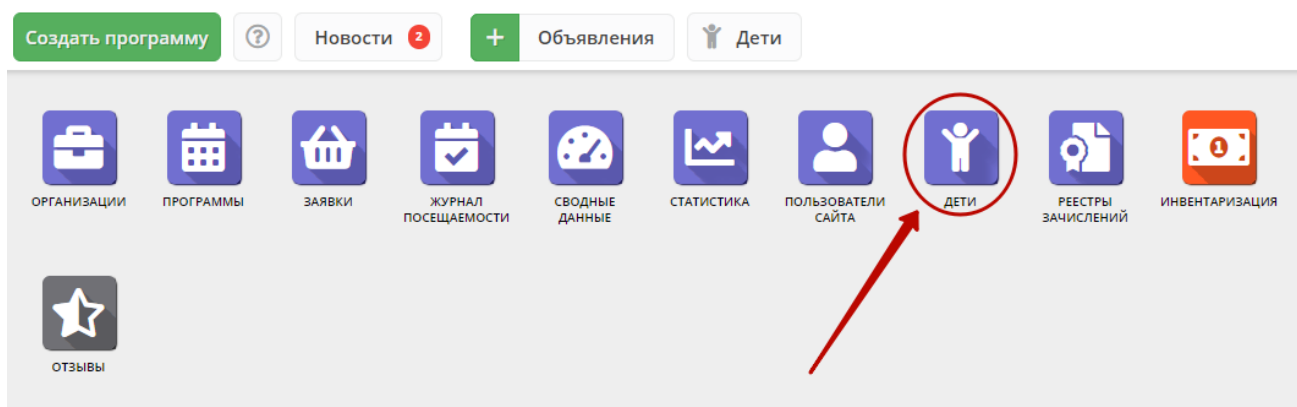 Создать программу
?
Новости 2
+ Объявления
Дети
ОРГАНИЗАЦИИ
ПРОГРАММЫ
ЗАЯВКИ
ЖУРНАЛ
ПОСЕЩАЕМОСТИ
СВОДНЫЕ
ДАННЫЕ
СТАТИСТИКА
ПОЛЬЗОВАТЕЛИ
САЙТА
ДЕТИ
РЕЕСТРЫ
ЗАЧИСЛЕНИЙ
1
ИНВЕНТАРИЗАЦИЯ
ОТЗЫВЫ